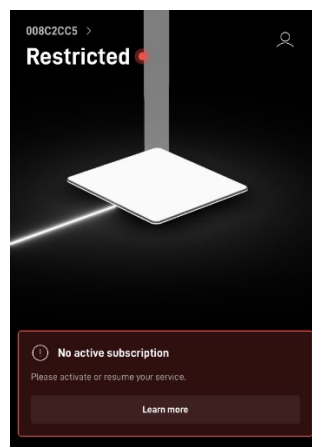 008C2CC5 >
Restricted
No active subscription
Please activate or resume your service.
Learn more